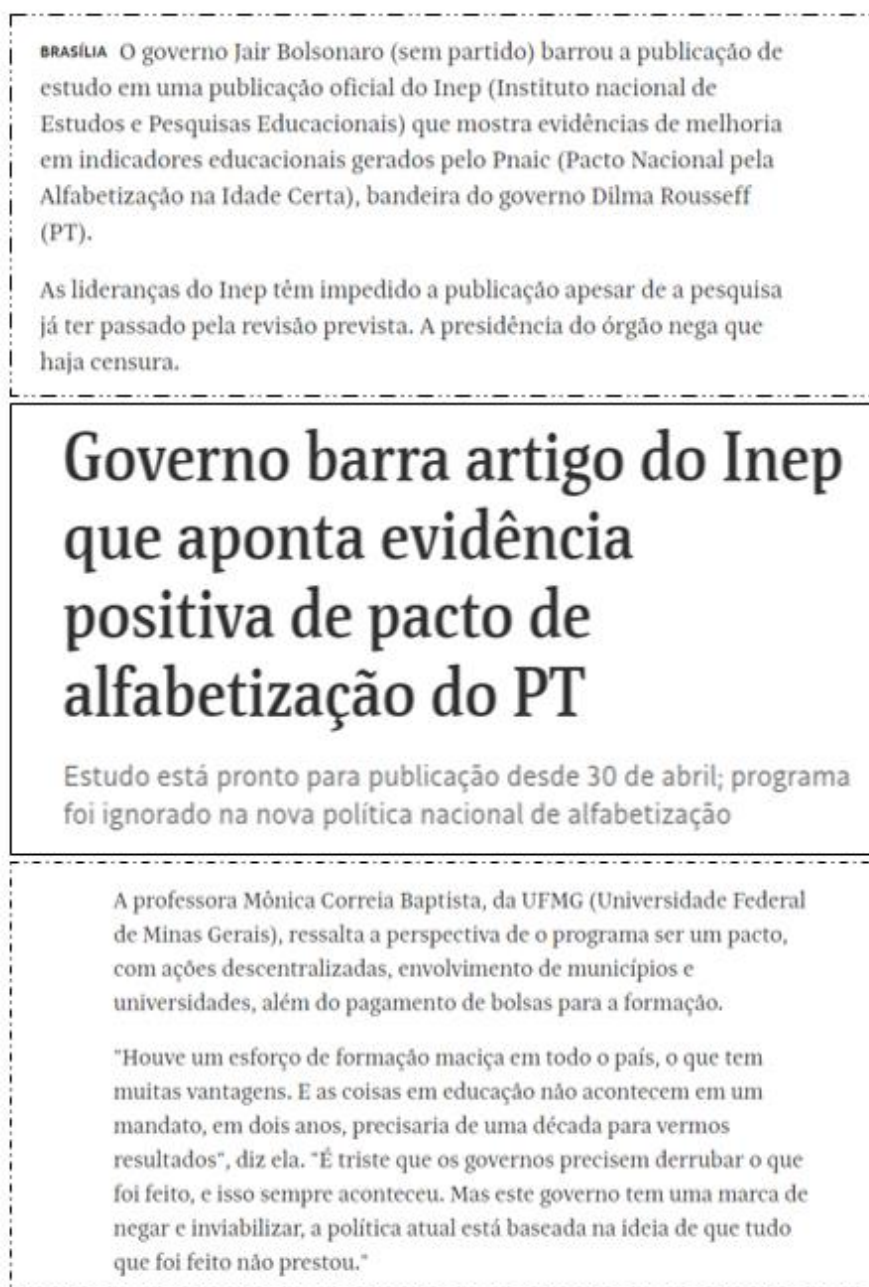 BRASÍLIA O governo Jair Bolsonaro (sem partido) barrou a publicação de
estudo em uma publicação oficial do Inep (Instituto nacional de
Estudos e Pesquisas Educacionais) que mostra evidências de melhoria
em indicadores educacionais gerados pelo Pnaic (Pacto Nacional pela
Alfabetização na Idade Certa), bandeira do governo Dilma Rousseff
(PT).
As lideranças do Inep têm impedido a publicação apesar de a pesquisa
já ter passado pela revisão prevista. A presidência do órgão nega que
haja censura.
Governo barra artigo do Inep
que aponta evidência
positiva de pacto de
alfabetização do PT
Estudo está pronto para publicação desde 30 de abril; programa
foi ignorado na nova política nacional de alfabetização
A professora Mônica Correia Baptista, da UFMG (Universidade Federal
de Minas Gerais), ressalta a perspectiva de o programa ser um pacto,
com ações descentralizadas, envolvimento de municípios e
universidades, além do pagamento de bolsas para a formação.
"Houve um esforço de formação maciça em todo o país, o que tem
muitas vantagens. E as coisas em educação não acontecem em um
mandato, em dois anos, precisaria de uma década para vermos
resultados", diz ela. "É triste que os governos precisem derrubar o que
foi feito, e isso sempre aconteceu. Mas este governo tem uma marca de
negar e inviabilizar, a política atual está baseada na ideia de que tudo
que foi feito não prestou."